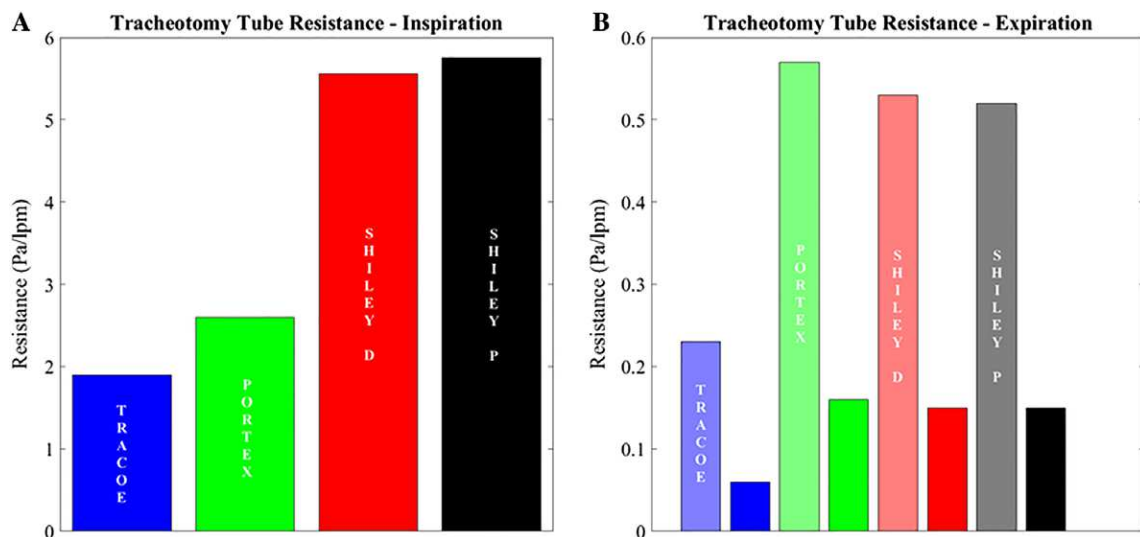 A
Tracheotomy Tube Resistance - Inspiration
6
5
4
3
2
1
0
Resistance (Pa/lpm)
TRACOE
PORTEX
SHILEY D
SHILEY P
B
Tracheotomy Tube Resistance - Expiration
0.6
0.5
0.4
0.3
0.2
0.1
0
Resistance (Pa/lpm)
TRACOE
PORTEX
SHILEY D
SHILEY P